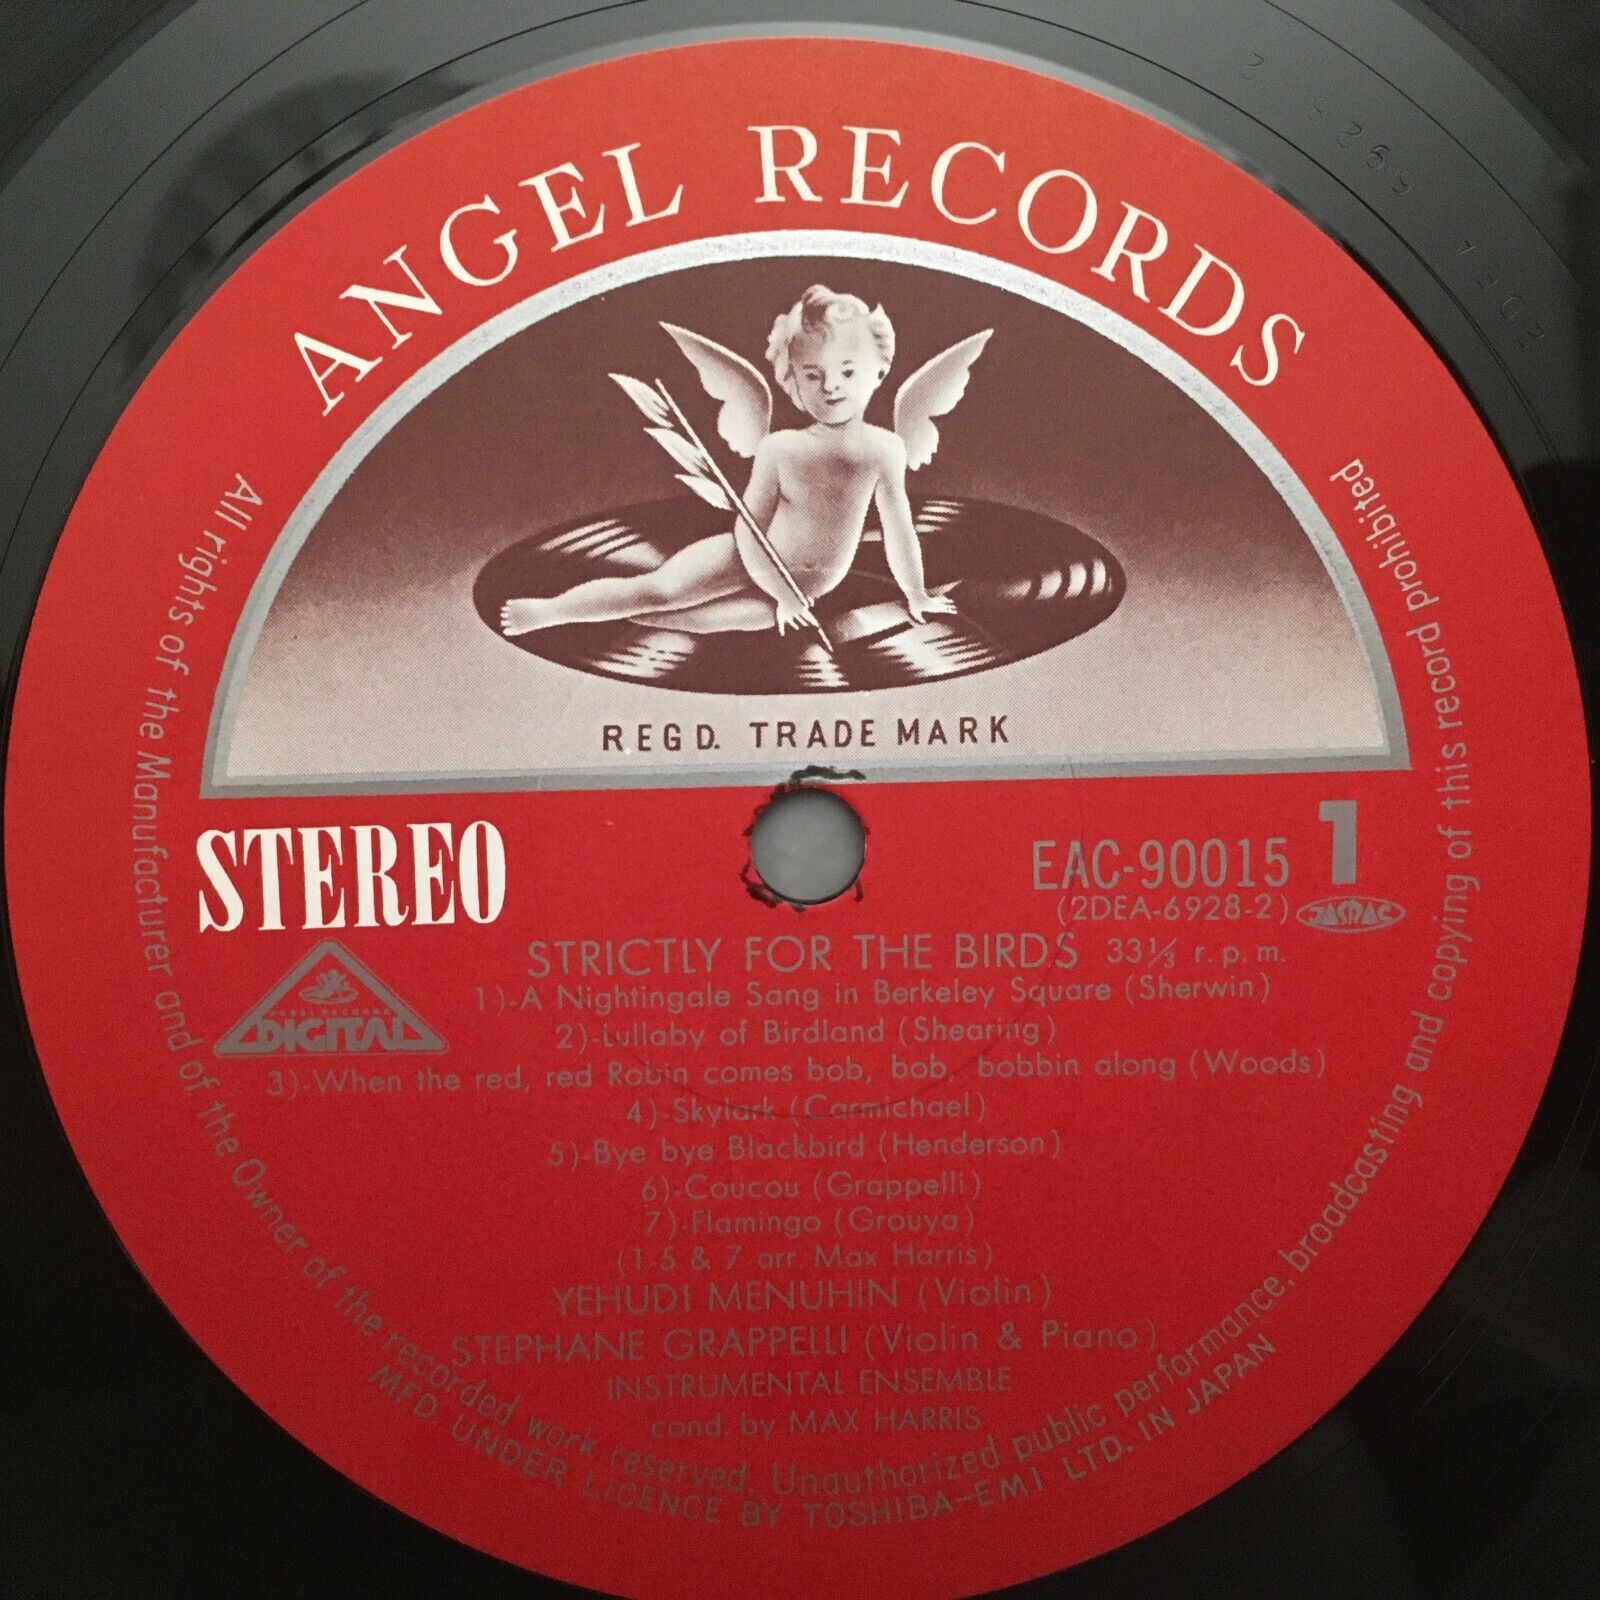 ANGEL RECORDS
REGD. TRADE MARK
STEREO
EAC-90015 1
(2DEA-6928-2) JASRAC
STRICTLY FOR THE BIRDS 33⅓ r.p.m.
ANGEL RECORDS
DIGITAL
1)-A Nightingale Sang in Berkeley Square (Sherwin)
2)-Lullaby of Birdland (Shearing)
3)-When the red, red Robin comes bob, bob, bobbin along (Woods)
4)-Skylark (Carmichael)
5)-Bye bye Blackbird (Henderson)
6)-Coucou (Grappelli)
7)-Flamingo (Grouya)
(1-5 & 7 arr. Max Harris)
YEHUDI MENUHIN (Violin)
STEPHANE GRAPPELLI (Violin & Piano)
INSTRUMENTAL ENSEMBLE
cond. by MAX HARRIS
All rights of the Manufacturer and of the Owner of the recorded work reserved. Unauthorized public performance, broadcasting and copying of this record prohibited
MFD. UNDER LICENCE BY TOSHIBA-EMI LTD. IN JAPAN